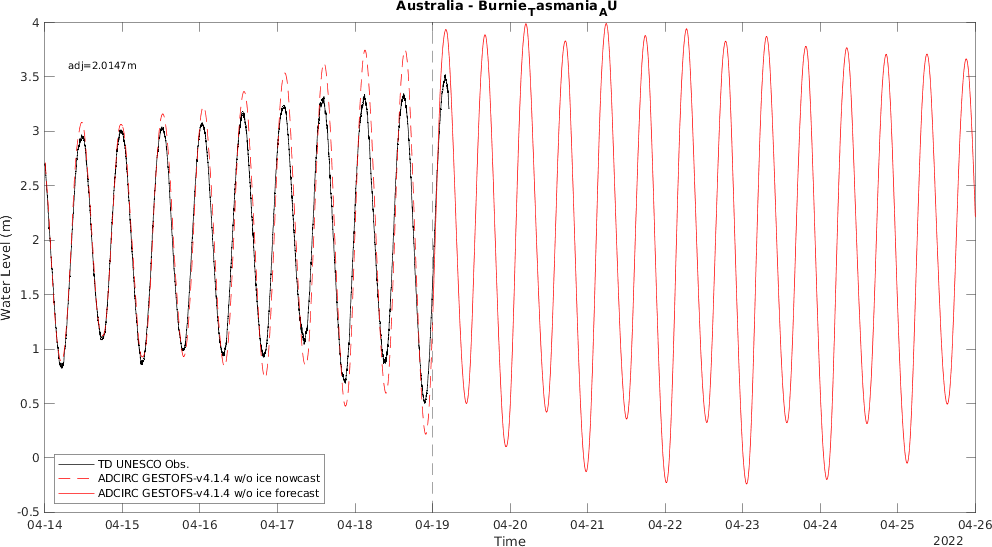 Australia - BurnieTasmaniaAU
adj=2.0147m
Water Level (m)
4
3.5
3
2.5
2
1.5
1
0.5
0
-0.5
TD UNESCO Obs.
ADCIRC GESTOFS-v4.1.4 w/o ice nowcast
ADCIRC GESTOFS-v4.1.4 w/o ice forecast
04-14 04-15 04-16 04-17 04-18 04-19 04-20 04-21 04-22 04-23 04-24 04-25 04-26
Time
2022